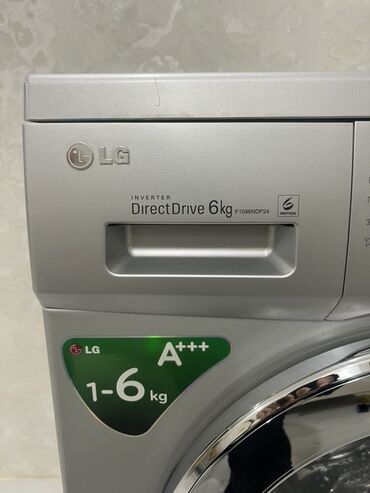 LG
INVERTER
DirectDrive 6kg F1096NDP24
6 MOTION
LG
A+++
1-6 kg